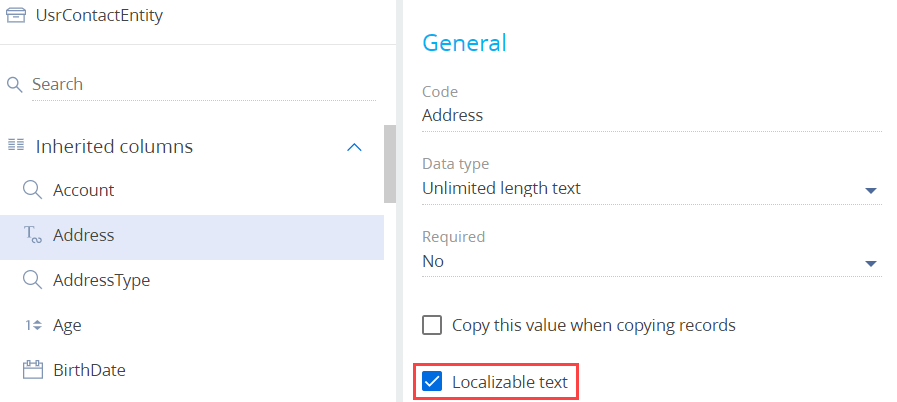 UsrContactEntity
Search
Inherited columns
Account
Address
AddressType
Age
BirthDate
General
Code
Address
Data type
Unlimited length text
Required
No
Copy this value when copying records
Localizable text